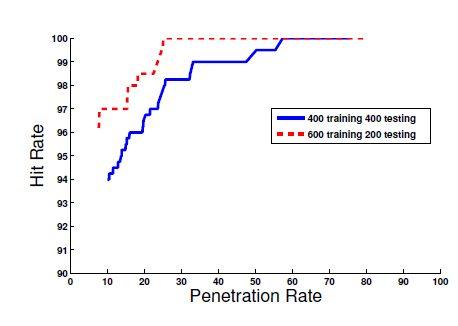 100
99
98
97
96
95
94
93
92
91
90
Hit Rate
400 training 400 testing
600 training 200 testing
0 10 20 30 40 50 60 70 80 90 100
Penetration Rate